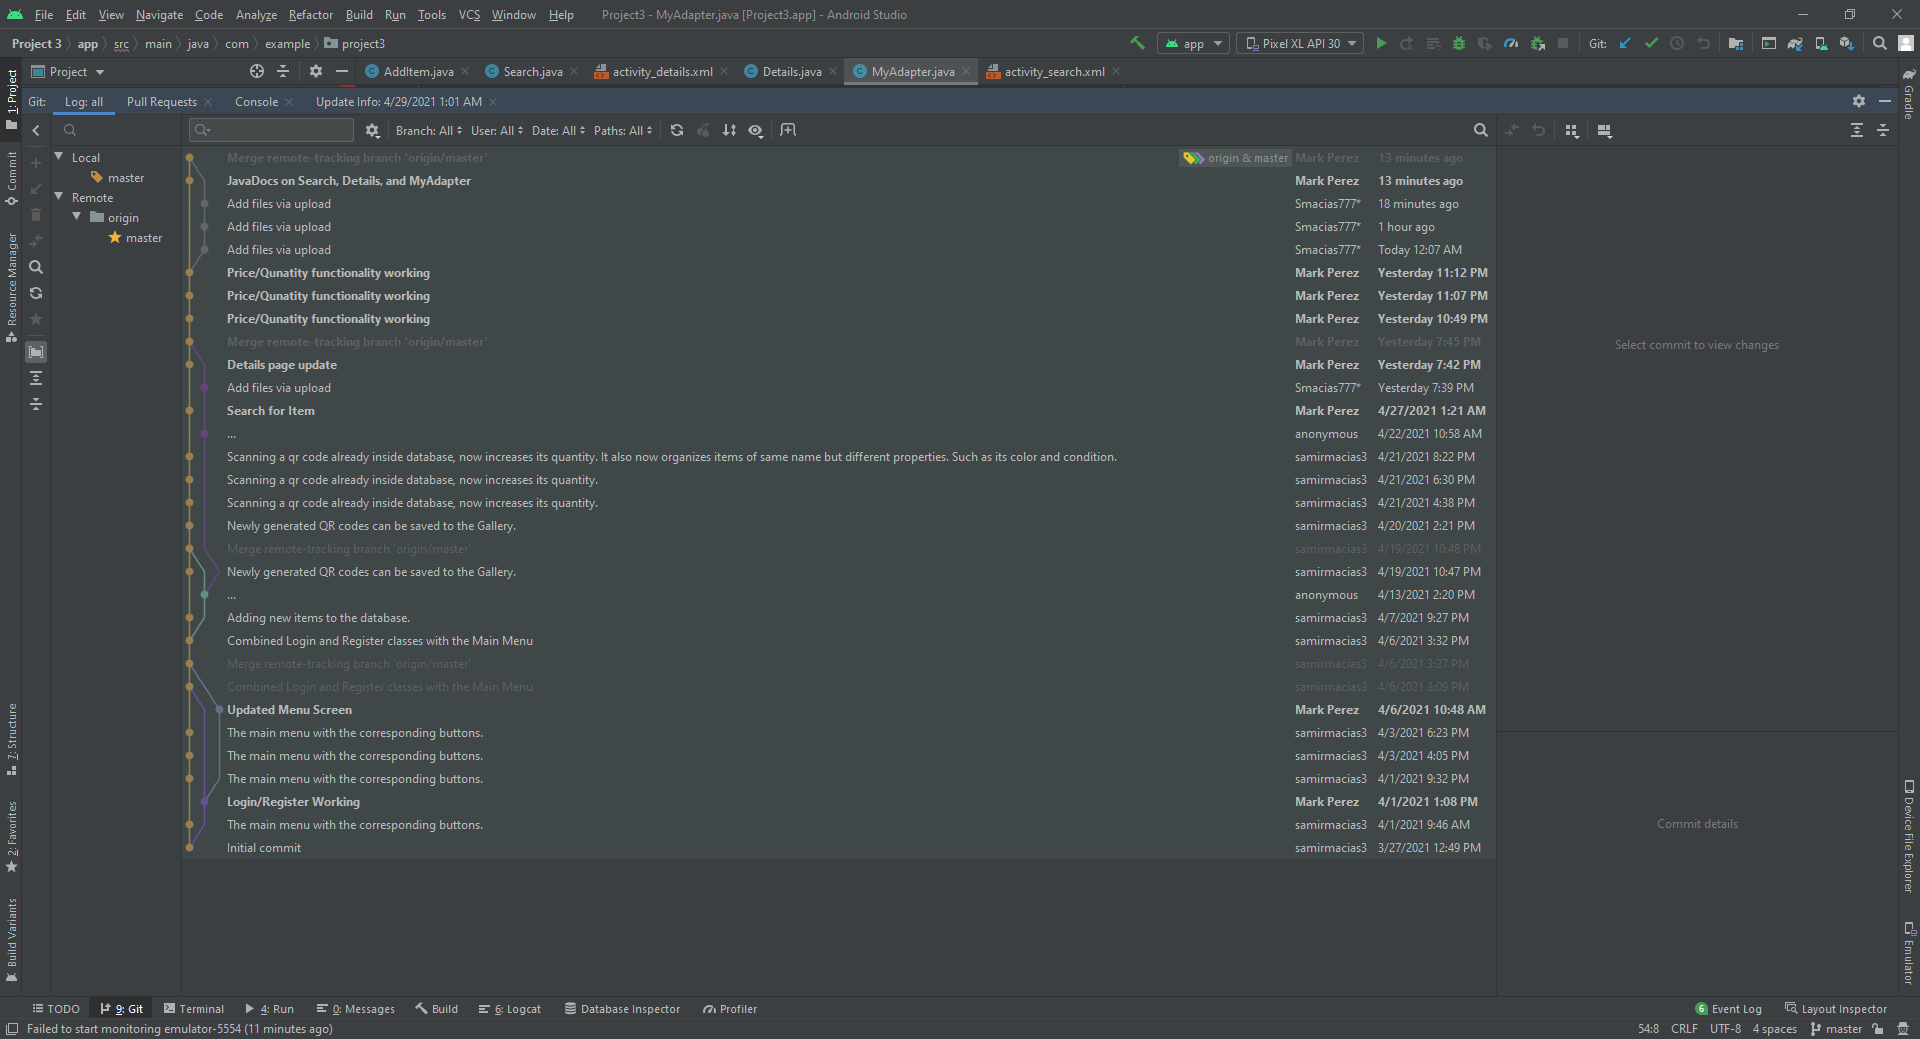 File Edit View Navigate Code Analyze Refactor Build Run Tools VCS Window Help Project3 - MyAdapter.java [Project3.app] - Android Studio
Project 3 app src main java com example project3 app Pixel XL API 30 Git:
Project AddItem.java Search.java activity_details.xml Details.java MyAdapter.java activity_search.xml
Git: Log: all Pull Requests Console Update Info: 4/29/2021 1:01 AM
Branch: All User: All Date: All Paths: All
Local
master
Remote
origin
master
Merge remote-tracking branch 'origin/master' origin & master Mark Perez 13 minutes ago
JavaDocs on Search, Details, and MyAdapter Mark Perez 13 minutes ago
Add files via upload Smacias777* 18 minutes ago
Add files via upload Smacias777* 1 hour ago
Add files via upload Smacias777* Today 12:07 AM
Price/Qunatity functionality working Mark Perez Yesterday 11:12 PM
Price/Qunatity functionality working Mark Perez Yesterday 11:07 PM
Price/Qunatity functionality working Mark Perez Yesterday 10:49 PM
Merge remote-tracking branch 'origin/master' Mark Perez Yesterday 7:45 PM
Details page update Mark Perez Yesterday 7:42 PM
Add files via upload Smacias777* Yesterday 7:39 PM
Search for Item Mark Perez 4/27/2021 1:21 AM
... anonymous 4/22/2021 10:58 AM
Scanning a qr code already inside database, now increases its quantity. It also now organizes items of same name but different properties. Such as its color and condition. samirmacias3 4/21/2021 8:22 PM
Scanning a qr code already inside database, now increases its quantity. samirmacias3 4/21/2021 6:30 PM
Scanning a qr code already inside database, now increases its quantity. samirmacias3 4/21/2021 4:38 PM
Newly generated QR codes can be saved to the Gallery. samirmacias3 4/20/2021 2:21 PM
Merge remote-tracking branch 'origin/master' samirmacias3 4/19/2021 10:48 PM
Newly generated QR codes can be saved to the Gallery. samirmacias3 4/19/2021 10:47 PM
... anonymous 4/13/2021 2:20 PM
Adding new items to the database. samirmacias3 4/7/2021 9:27 PM
Combined Login and Register classes with the Main Menu samirmacias3 4/6/2021 3:32 PM
Merge remote-tracking branch 'origin/master' samirmacias3 4/6/2021 3:27 PM
Combined Login and Register classes with the Main Menu samirmacias3 4/6/2021 3:09 PM
Updated Menu Screen Mark Perez 4/6/2021 10:48 AM
The main menu with the corresponding buttons. samirmacias3 4/3/2021 6:23 PM
The main menu with the corresponding buttons. samirmacias3 4/3/2021 4:05 PM
The main menu with the corresponding buttons. samirmacias3 4/1/2021 9:32 PM
Login/Register Working Mark Perez 4/1/2021 1:08 PM
The main menu with the corresponding buttons. samirmacias3 4/1/2021 9:46 AM
Initial commit samirmacias3 3/27/2021 12:49 PM
Select commit to view changes
Commit details
1: Project
Commit
Resource Manager
7: Structure
2: Favorites
Build Variants
Gradle
Device File Explorer
Emulator
TODO 9: Git Terminal 4: Run 0: Messages Build 6: Logcat Database Inspector Profiler 6 Event Log Layout Inspector
Failed to start monitoring emulator-5554 (11 minutes ago) 54:8 CRLF UTF-8 4 spaces master